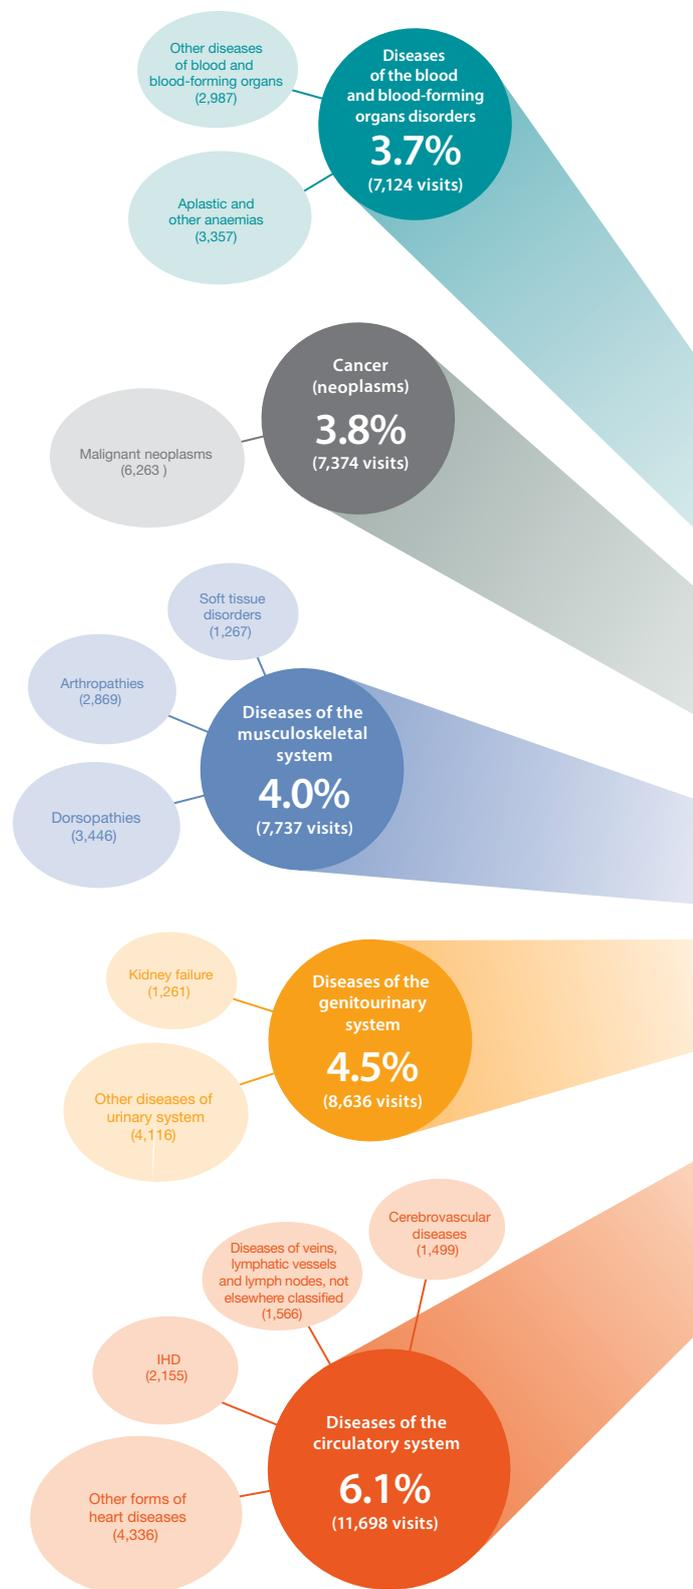 Other diseases
of blood and
blood-forming organs
(2,987)
Diseases
of the blood
and blood-forming
organs disorders
3.7%
(7,124 visits)
Aplastic and
other anaemias
(3,357)
Cancer
(neoplasms)
3.8%
(7,374 visits)
Malignant neoplasms
(6,263 )
Soft tissue
disorders
(1,267)
Arthropathies
(2,869)
Diseases of the
musculoskeletal
system
4.0%
(7,737 visits)
Dorsopathies
(3,446)
Kidney failure
(1,261)
Diseases of the
genitourinary
system
4.5%
(8,636 visits)
Other diseases of
urinary system
(4,116)
Cerebrovascular
diseases
(1,499)
Diseases of veins,
lymphatic vessels
and lymph nodes, not
elsewhere classified
(1,566)
IHD
(2,155)
Diseases of the
circulatory system
6.1%
(11,698 visits)
Other forms of
heart diseases
(4,336)